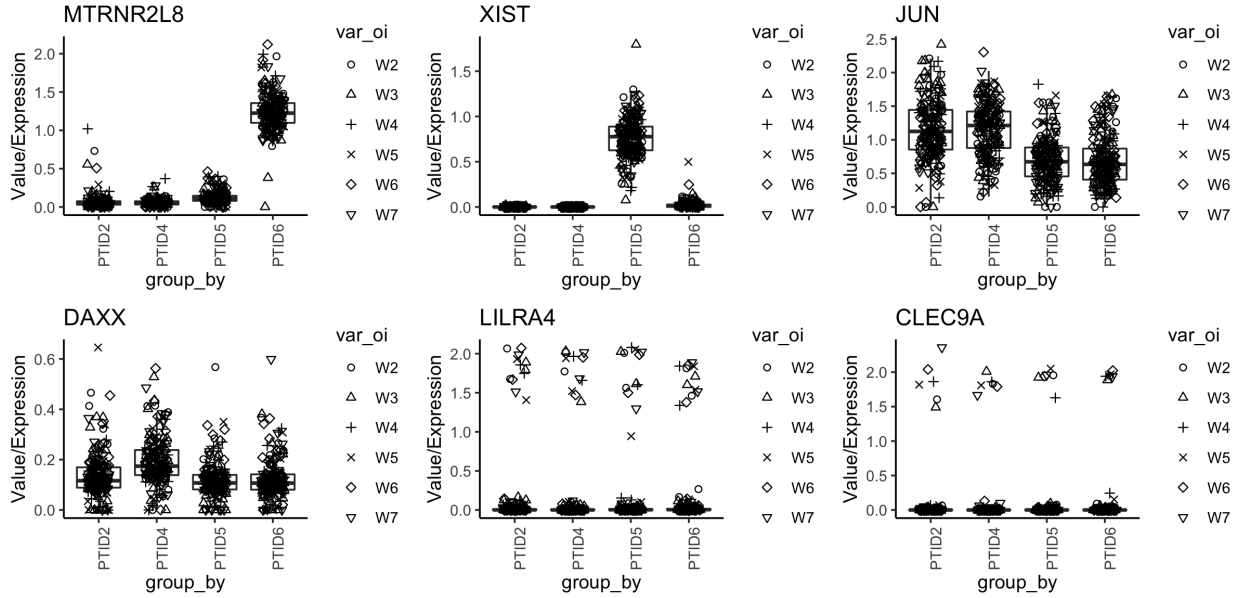 MTRNR2L8
Value/Expression
2.0
1.5
1.0
0.5
0.0
PTID2
PTID4
PTID5
PTID6
group_by
var_oi
W2
W3
W4
W5
W6
W7
XIST
Value/Expression
1.5
1.0
0.5
0.0
PTID2
PTID4
PTID5
PTID6
group_by
var_oi
W2
W3
W4
W5
W6
W7
JUN
Value/Expression
2.5
2.0
1.5
1.0
0.5
0.0
PTID2
PTID4
PTID5
PTID6
group_by
var_oi
W2
W3
W4
W5
W6
W7
DAXX
Value/Expression
0.6
0.4
0.2
0.0
PTID2
PTID4
PTID5
PTID6
group_by
var_oi
W2
W3
W4
W5
W6
W7
LILRA4
Value/Expression
2.0
1.5
1.0
0.5
0.0
PTID2
PTID4
PTID5
PTID6
group_by
var_oi
W2
W3
W4
W5
W6
W7
CLEC9A
Value/Expression
2.0
1.5
1.0
0.5
0.0
PTID2
PTID4
PTID5
PTID6
group_by
var_oi
W2
W3
W4
W5
W6
W7